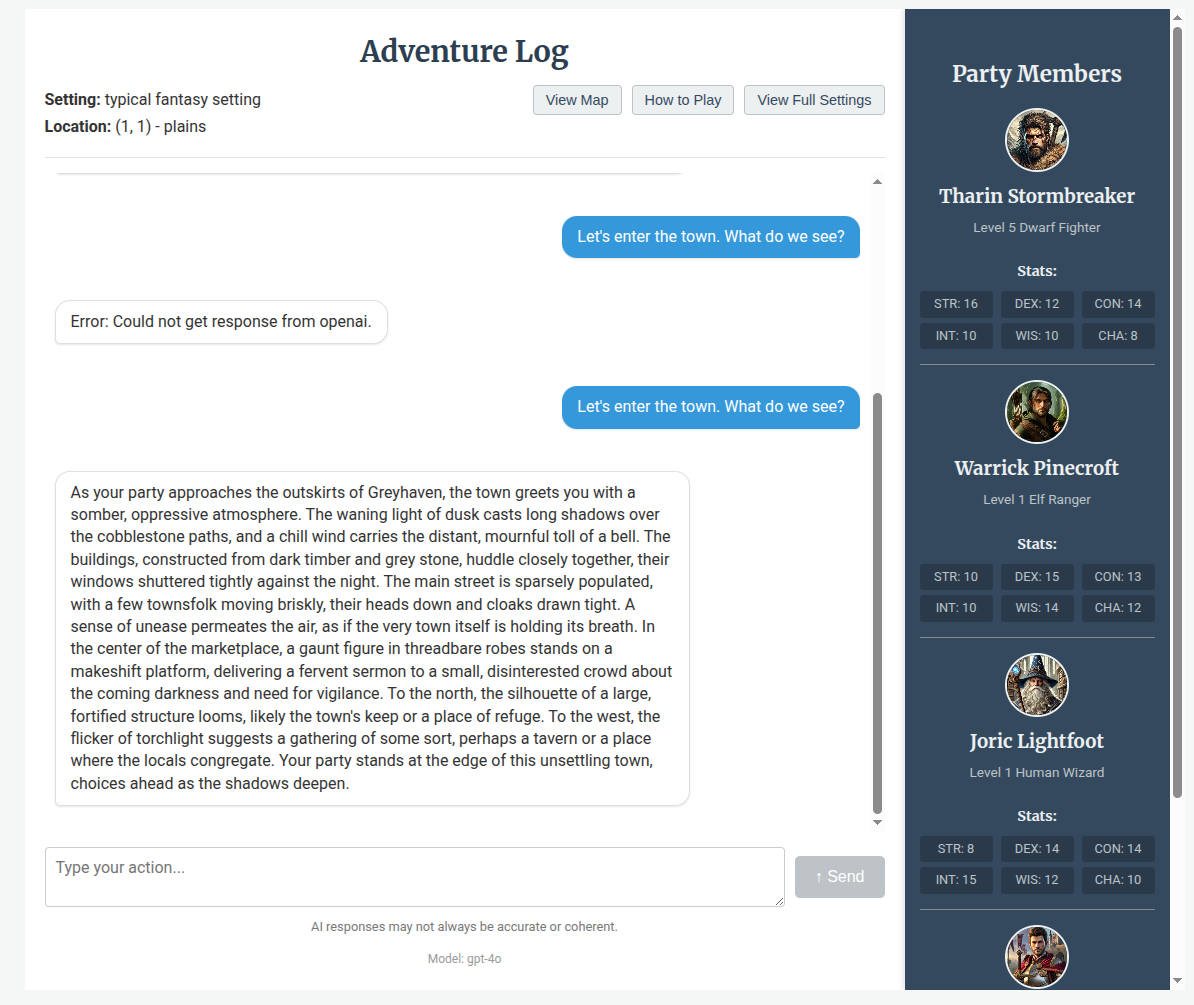 Adventure Log
Setting: typical fantasy setting
Location: (1, 1) - plains
View Map
How to Play
View Full Settings
Let's enter the town. What do we see?
Error: Could not get response from openai.
Let's enter the town. What do we see?
As your party approaches the outskirts of Greyhaven, the town greets you with a
somber, oppressive atmosphere. The waning light of dusk casts long shadows over
the cobblestone paths, and a chill wind carries the distant, mournful toll of a bell. The
buildings, constructed from dark timber and grey stone, huddle closely together, their
windows shuttered tightly against the night. The main street is sparsely populated,
with a few townsfolk moving briskly, their heads down and cloaks drawn tight. A
sense of unease permeates the air, as if the very town itself is holding its breath. In
the center of the marketplace, a gaunt figure in threadbare robes stands on a
makeshift platform, delivering a fervent sermon to a small, disinterested crowd about
the coming darkness and need for vigilance. To the north, the silhouette of a large,
fortified structure looms, likely the town's keep or a place of refuge. To the west, the
flicker of torchlight suggests a gathering of some sort, perhaps a tavern or a place
where the locals congregate. Your party stands at the edge of this unsettling town,
choices ahead as the shadows deepen.
Type your action...
↑ Send
AI responses may not always be accurate or coherent.
Model: gpt-4o
Party Members
Tharin Stormbreaker
Level 5 Dwarf Fighter
Stats:
STR: 16 DEX: 12 CON: 14
INT: 10 WIS: 10 CHA: 8
Warrick Pinecroft
Level 1 Elf Ranger
Stats:
STR: 10 DEX: 15 CON: 13
INT: 10 WIS: 14 CHA: 12
Joric Lightfoot
Level 1 Human Wizard
Stats:
STR: 8 DEX: 14 CON: 14
INT: 15 WIS: 12 CHA: 10